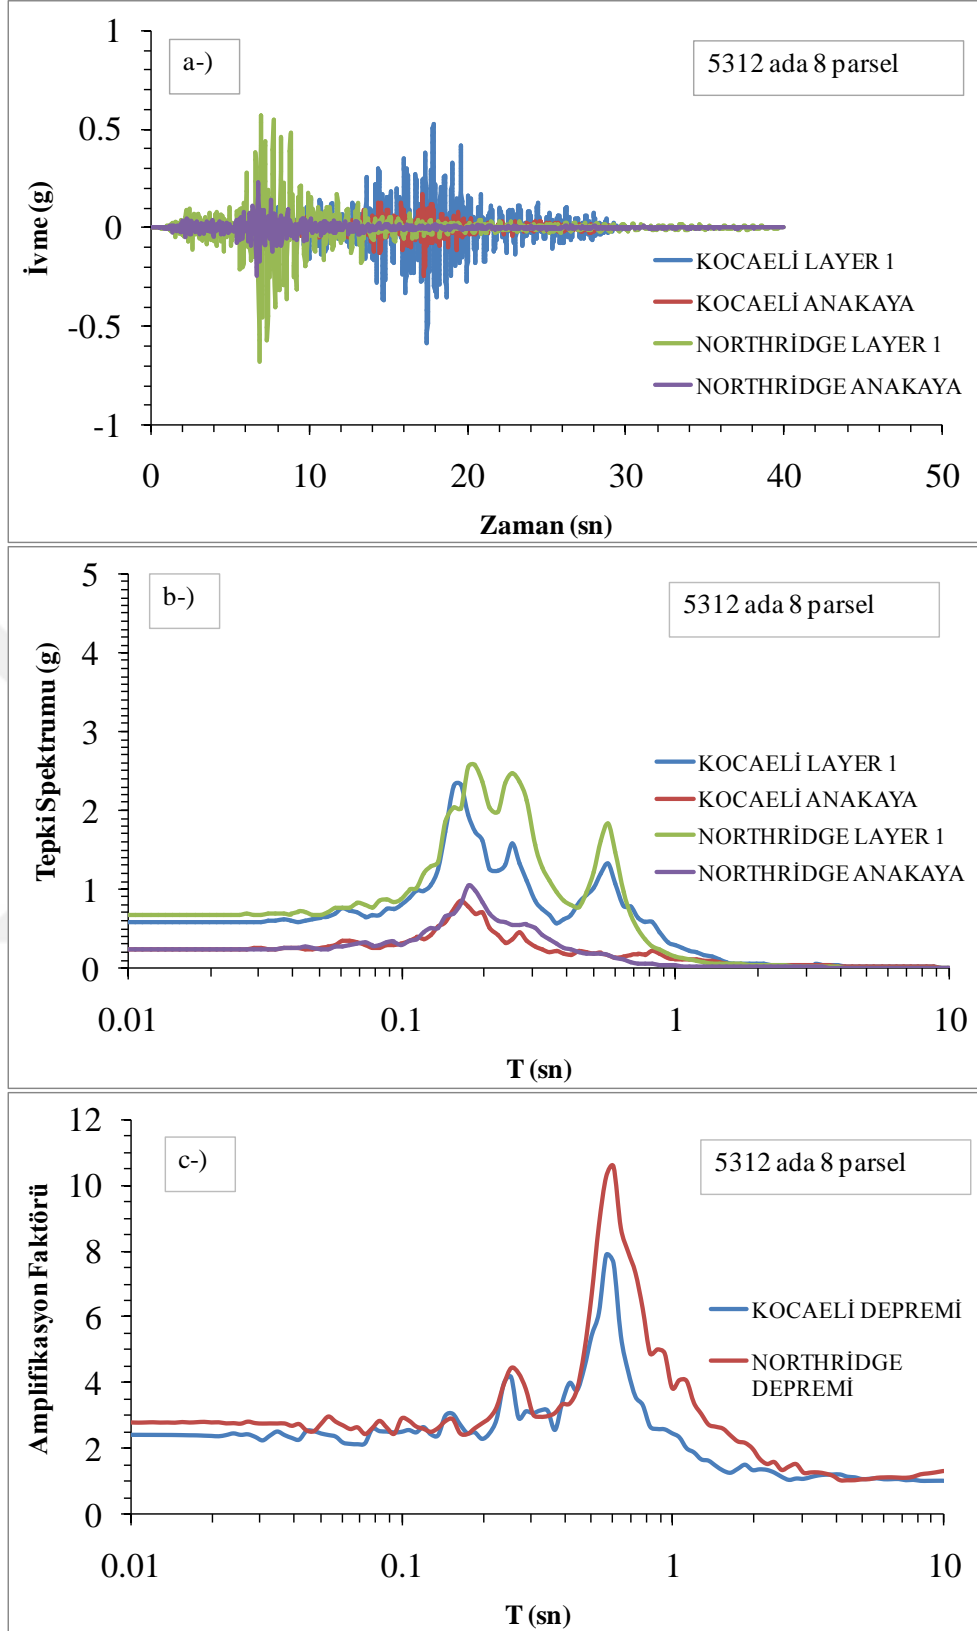 a-)
5312 ada 8 parsel
1
0.5
0
-0.5
-1
İvme (g)
KOCAELİ LAYER 1
KOCAELİ ANAKAYA
NORTHRİDGE LAYER 1
NORTHRİDGE ANAKAYA
0 10 20 30 40 50
Zaman (sn)
b-)
5312 ada 8 parsel
5
4
3
2
1
0
Tepki Spektrumu (g)
KOCAELİ LAYER 1
KOCAELİ ANAKAYA
NORTHRİDGE LAYER 1
NORTHRİDGE ANAKAYA
0.01 0.1 1 10
T (sn)
c-)
5312 ada 8 parsel
12
10
8
6
4
2
0
Amplifikasyon Faktörü
KOCAELİ DEPREMİ
NORTHRİDGE
DEPREMİ
0.01 0.1 1 10
T (sn)